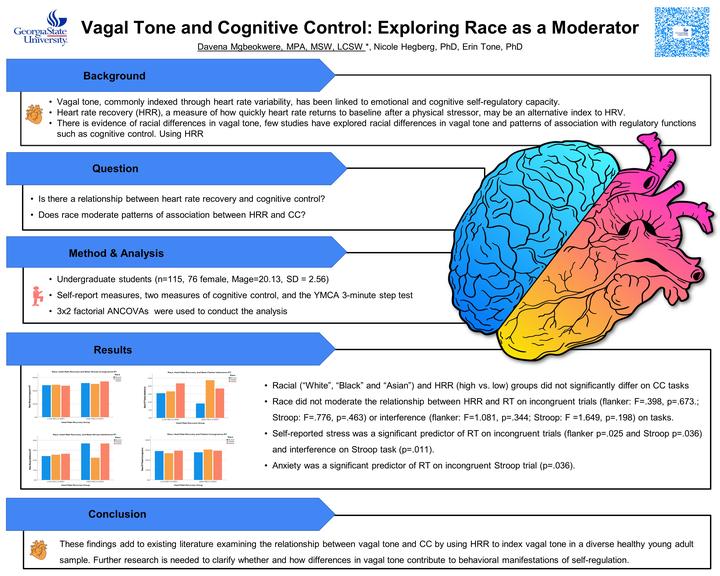 GeorgiaState
University
Vagal Tone and Cognitive Control: Exploring Race as a Moderator
Davena Mgbeokwere, MPA, MSW, LCSW *, Nicole Hegberg, PhD, Erin Tone, PhD
Background
• Vagal tone, commonly indexed through heart rate variability, has been linked to emotional and cognitive self-regulatory capacity.
• Heart rate recovery (HRR), a measure of how quickly heart rate returns to baseline after a physical stressor, may be an alternative index to HRV.
• There is evidence of racial differences in vagal tone, few studies have explored racial differences in vagal tone and patterns of association with regulatory functions
such as cognitive control. Using HRR
Question
• Is there a relationship between heart rate recovery and cognitive control?
• Does race moderate patterns of association between HRR and CC?
Method & Analysis
• Undergraduate students (n=115, 76 female, Mage=20.13, SD = 2.56)
• Self-report measures, two measures of cognitive control, and the YMCA 3-minute step test
• 3x2 factorial ANCOVAs were used to conduct the analysis
Results
• Racial (“White”, “Black” and “Asian”) and HRR (high vs. low) groups did not significantly differ on CC tasks
• Race did not moderate the relationship between HRR and RT on incongruent trials (flanker: F=.398, p=.673.;
Stroop: F=.776, p=.463) or interference (flanker: F=1.081, p=.344; Stroop: F =1.649, p=.198) on tasks.
• Self-reported stress was a significant predictor of RT on incongruent trials (flanker p=.025 and Stroop p=.036)
and interference on Stroop task (p=.011).
• Anxiety was a significant predictor of RT on incongruent Stroop trial (p=.036).
Conclusion
These findings add to existing literature examining the relationship between vagal tone and CC by using HRR to index vagal tone in a diverse healthy young adult
sample. Further research is needed to clarify whether and how differences in vagal tone contribute to behavioral manifestations of self-regulation.